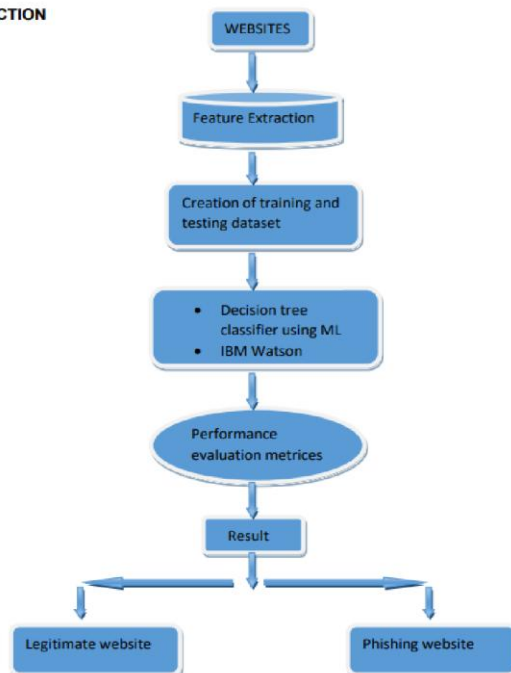 CTION
WEBSITES
Feature Extraction
Creation of training and
testing dataset
• Decision tree
classifier using ML
• IBM Watson
Performance
evaluation metrices
Result
Legitimate website
Phishing website